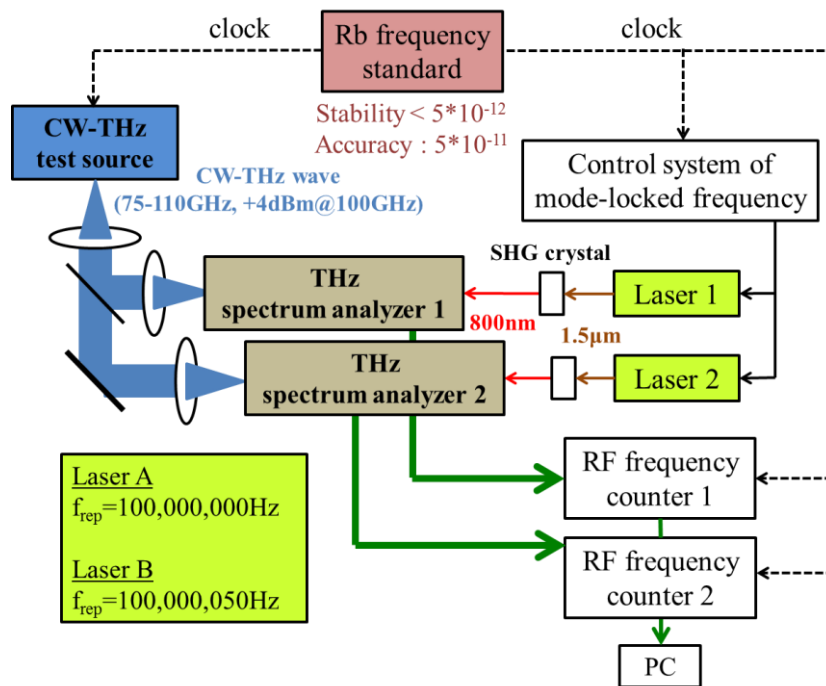 clock
Rb frequency
standard
clock
Stability < 5*10⁻¹²
Accuracy : 5*10⁻¹¹
CW-THz
test source
CW-THz wave
(75-110GHz, +4dBm@100GHz)
Control system of
mode-locked frequency
SHG crystal
THz
spectrum analyzer 1
Laser 1
800nm
1.5μm
THz
spectrum analyzer 2
Laser 2
Laser A
frep=100,000,000Hz
Laser B
frep=100,000,050Hz
RF frequency
counter 1
RF frequency
counter 2
PC